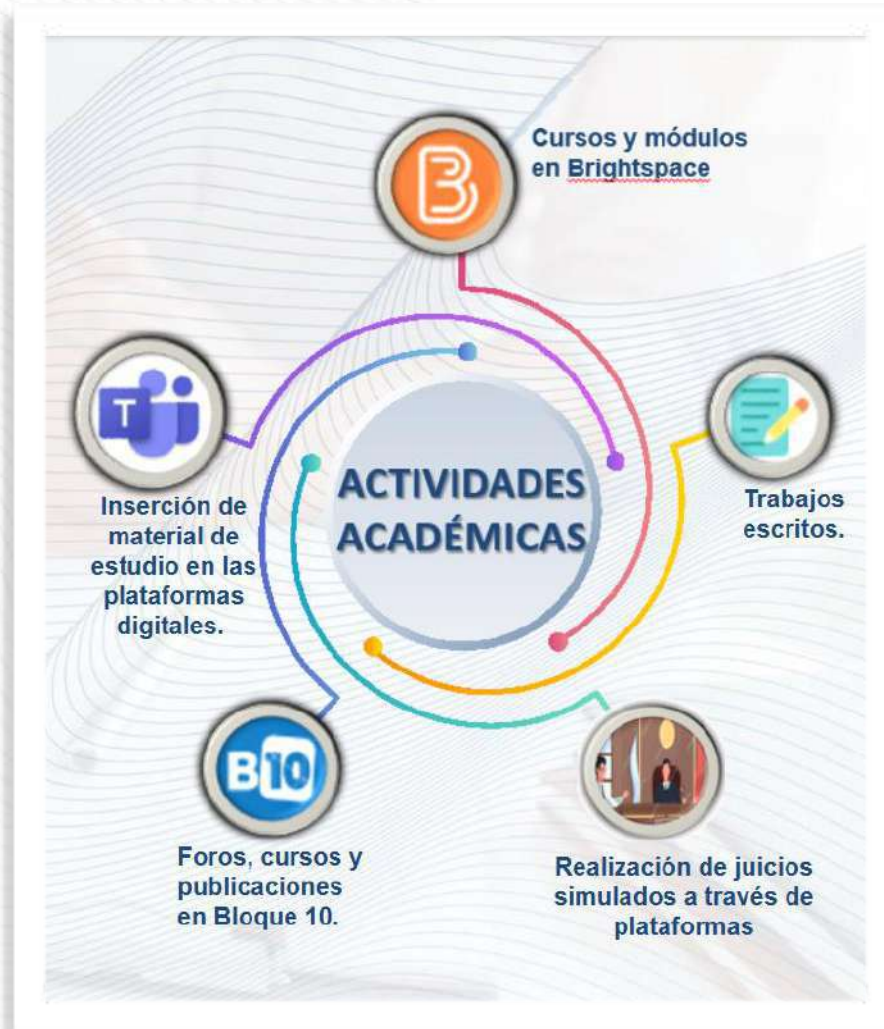 Cursos y módulos
en Brightspace
ACTIVIDADES
ACADÉMICAS
T
Inserción de
material de
estudio en las
plataformas
digitales.
Trabajos
escritos.
B10
Foros, cursos y
publicaciones
en Bloque 10.
Realización de juicios
simulados a través de
plataformas